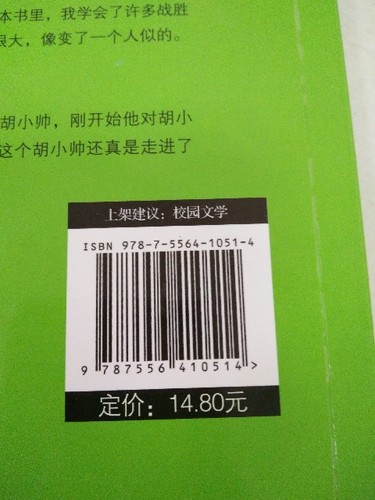 本书里，我学会了许多战胜
很大，像变了一个人似的。
胡小帅，刚开始他对胡小
这个胡小帅还真是走进了
上架建议：校园文学
ISBN 978-7-5564-1051-4
9 787556 410514 >
定价：14.80元